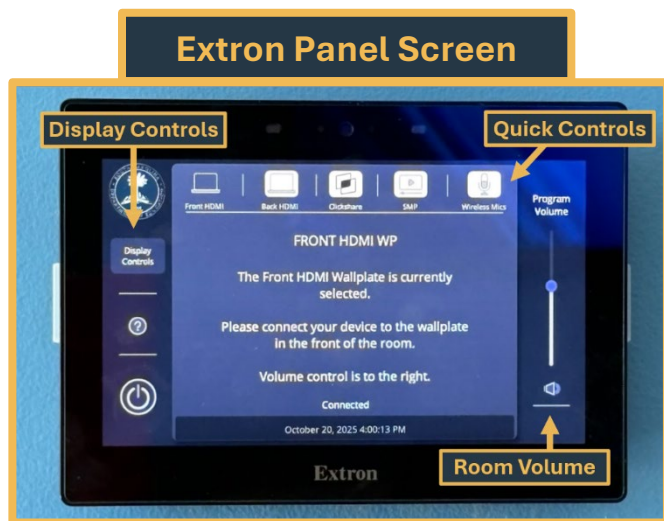 Extron Panel Screen
Display Controls
Quick Controls
Front HDMI
Back HDMI
Clickshare
SMP
Wireless Mics
Program
Volume
Display
Controls
FRONT HDMI WP
The Front HDMI Wallplate is currently
selected.
Please connect your device to the wallplate
in the front of the room.
Volume control is to the right.
Connected
October 20, 2025 4:00:13 PM
?
Extron
Room Volume